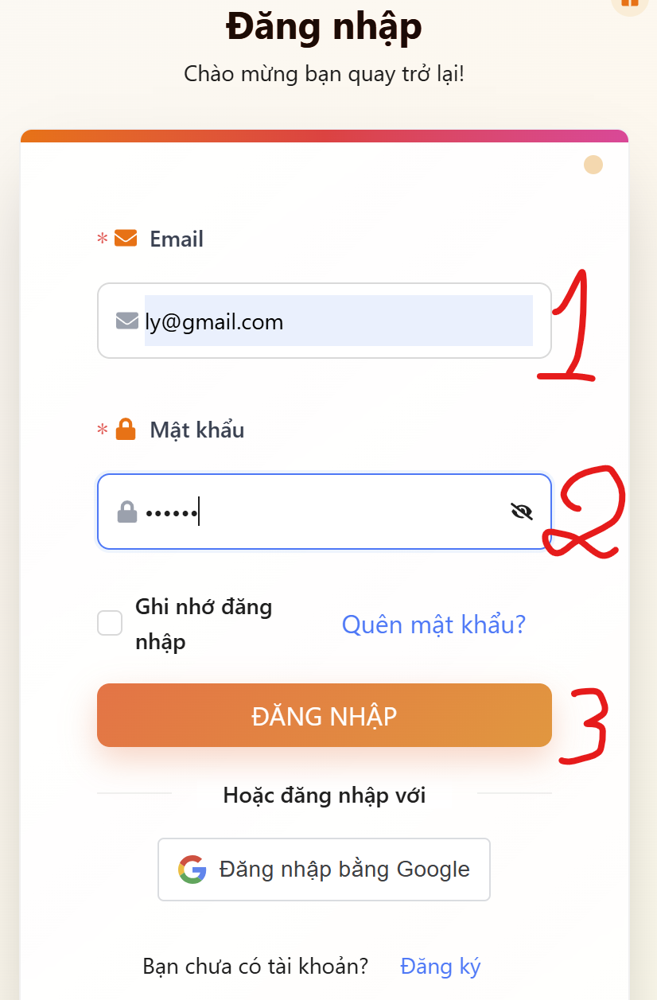 Đăng nhập
Chào mừng bạn quay trở lại!
* Email
ly@gmail.com
1
* Mật khẩu
••••••
2
Ghi nhớ đăng
nhập
Quên mật khẩu?
ĐĂNG NHẬP
3
Hoặc đăng nhập với
Đăng nhập bằng Google
Bạn chưa có tài khoản? Đăng ký